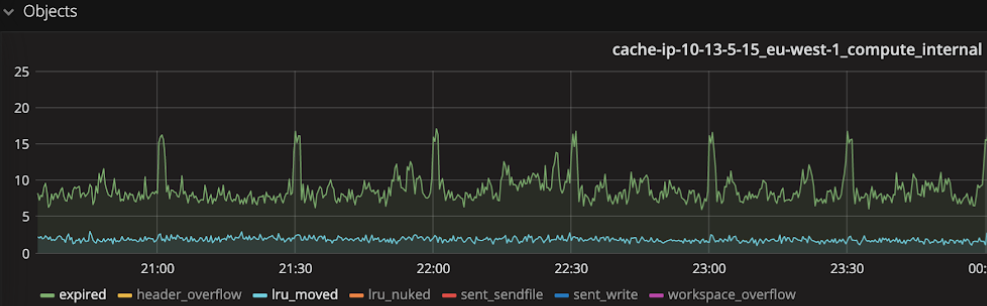 Objects
cache-ip-10-13-5-15_eu-west-1_compute_internal
25
20
15
10
5
0
21:00 21:30 22:00 22:30 23:00 23:30 00:
expired header_overflow lru_moved lru_nuked sent_sendfile sent_write workspace_overflow